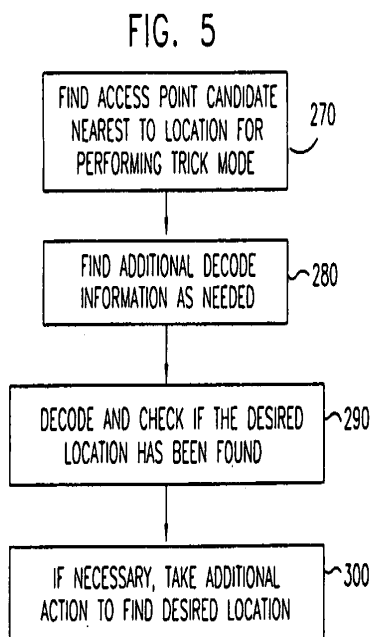 FIG. 5
FIND ACCESS POINT CANDIDATE
NEAREST TO LOCATION FOR
PERFORMING TRICK MODE
270
FIND ADDITIONAL DECODE
INFORMATION AS NEEDED
280
DECODE AND CHECK IF THE DESIRED
LOCATION HAS BEEN FOUND
290
IF NECESSARY, TAKE ADDITIONAL
ACTION TO FIND DESIRED LOCATION
300